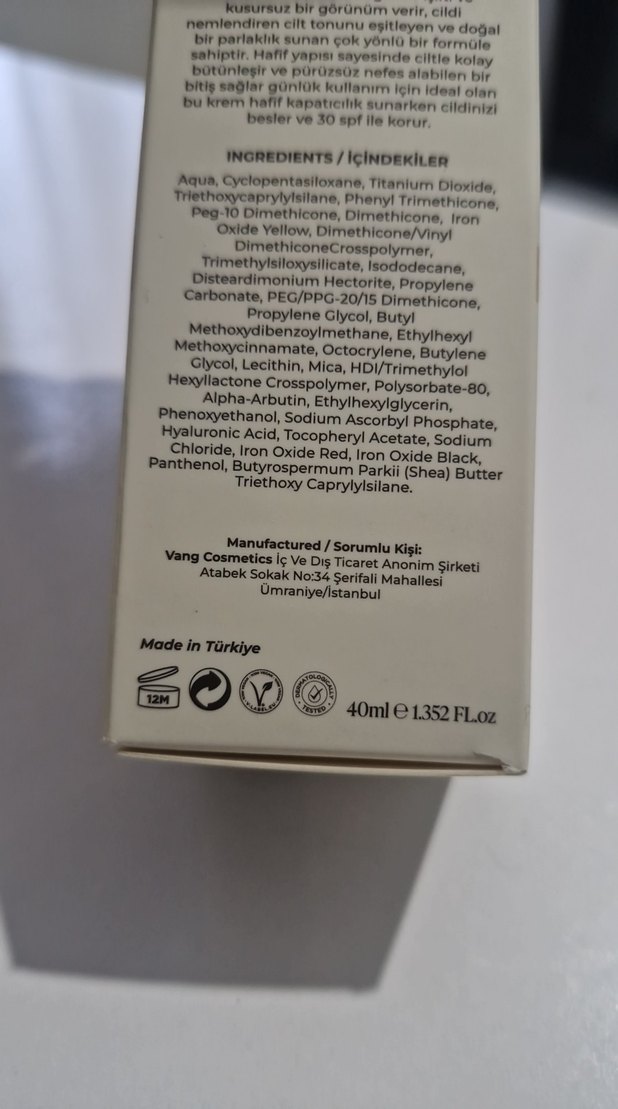 kusursuz bir görünüm verir, cildi
nemlendiren cilt tonunu eşitleyen ve doğal
bir parlaklık sunan çok yönlü bir formüle
sahiptir. Hafif yapısı sayesinde ciltle kolay
bütünleşir ve pürüzsüz nefes alabilen bir
bitiş sağlar günlük kullanım için ideal olan
bu krem hafif kapatıcılık sunarken cildinizi
besler ve 30 spf ile korur.
INGREDIENTS / İÇİNDEKİLER
Aqua, Cyclopentasiloxane, Titanium Dioxide,
Triethoxycaprylylsilane, Phenyl Trimethicone,
Peg-10 Dimethicone, Dimethicone, Iron
Oxide Yellow, Dimethicone/Vinyl
DimethiconeCrosspolymer,
Trimethylsiloxysilicate, Isododecane,
Disteardimonium Hectorite, Propylene
Carbonate, PEG/PPG-20/15 Dimethicone,
Propylene Glycol, Butyl
Methoxydibenzoylmethane, Ethylhexyl
Methoxycinnamate, Octocrylene, Butylene
Glycol, Lecithin, Mica, HDI/Trimethylol
Hexyllactone Crosspolymer, Polysorbate-80,
Alpha-Arbutin, Ethylhexylglycerin,
Phenoxyethanol, Sodium Ascorbyl Phosphate,
Hyaluronic Acid, Tocopheryl Acetate, Sodium
Chloride, Iron Oxide Red, Iron Oxide Black,
Panthenol, Butyrospermum Parkii (Shea) Butter
Triethoxy Caprylylsilane.
Manufactured / Sorumlu Kişi:
Vang Cosmetics İç Ve Dış Ticaret Anonim Şirketi
Atabek Sokak No:34 Şerifali Mahallesi
Ümraniye/İstanbul
Made in Türkiye
12M
V-LABEL.EU
DERMATOLOGICALLY TESTED
40ml e 1.352 FL.oz